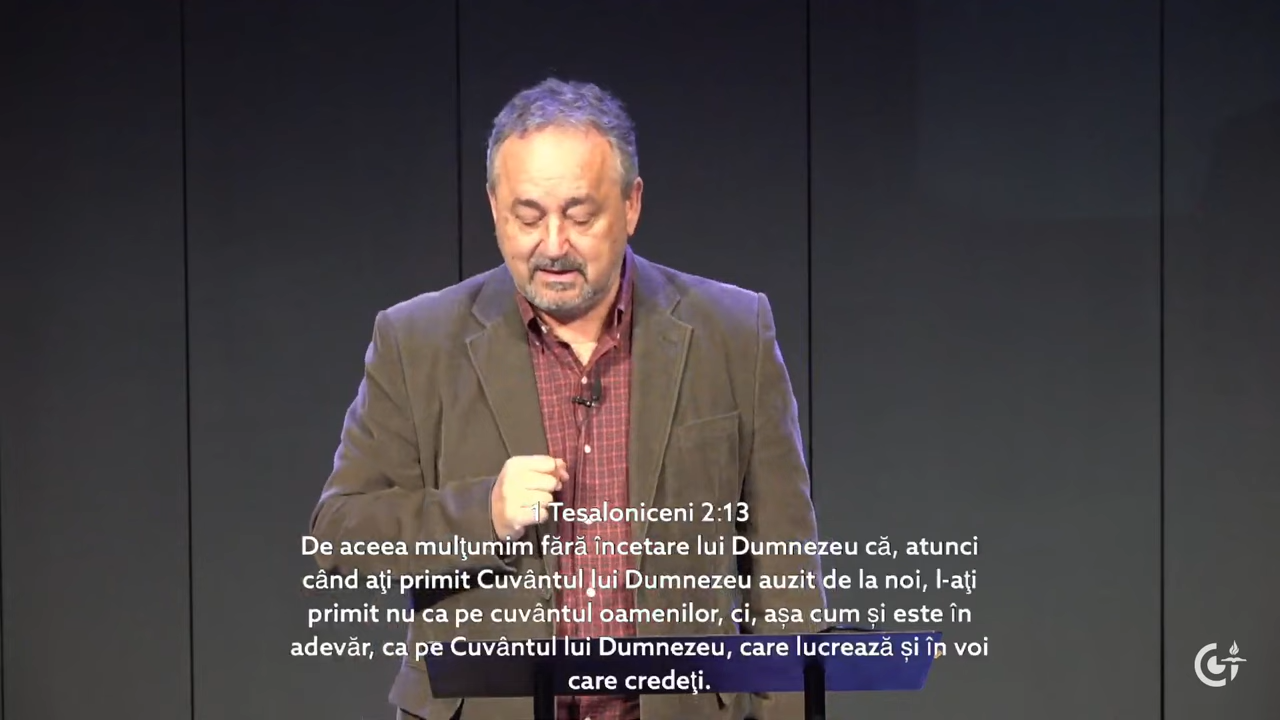 1 Tesaloniceni 2:13
De aceea mulţumim fără încetare lui Dumnezeu că, atunci
când aţi primit Cuvântul lui Dumnezeu auzit de la noi, l-aţi
primit nu ca pe cuvântul oamenilor, ci, așa cum și este în
adevăr, ca pe Cuvântul lui Dumnezeu, care lucrează și în voi
care credeţi.